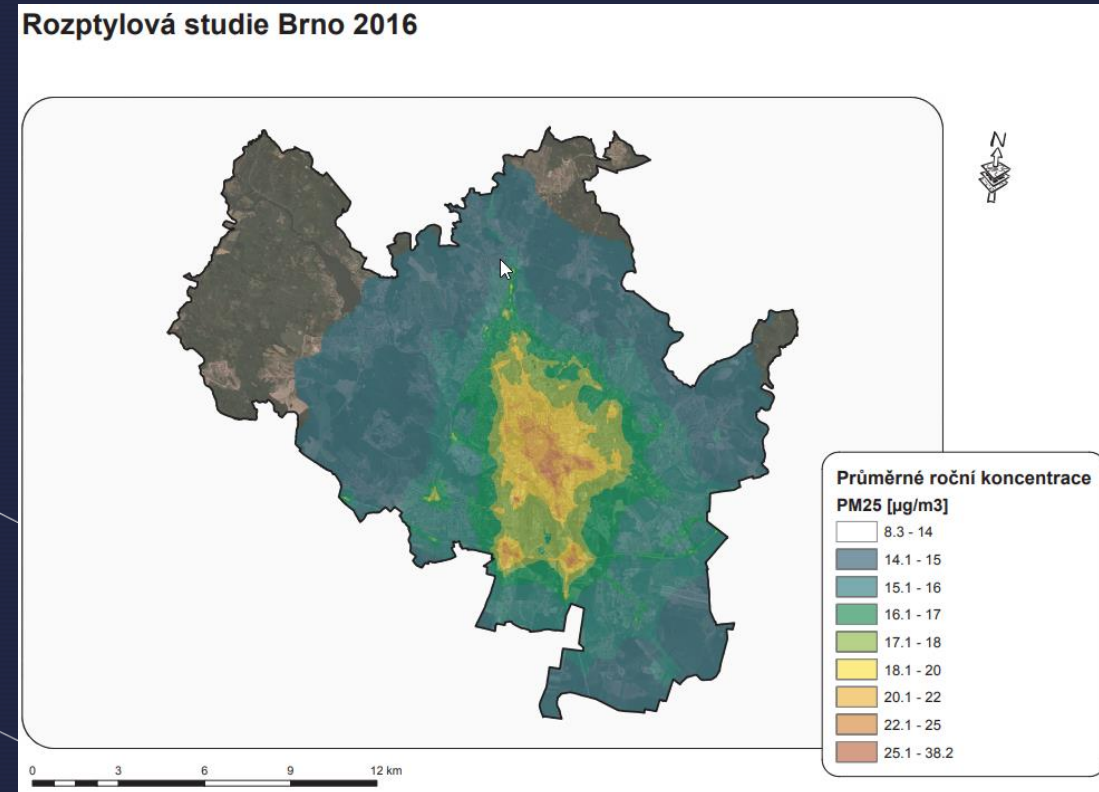 Rozptylová studie Brno 2016
N
Průměrné roční koncentrace
PM25 [µg/m3]
8.3 - 14
14.1 - 15
15.1 - 16
16.1 - 17
17.1 - 18
18.1 - 20
20.1 - 22
22.1 - 25
25.1 - 38.2
0 3 6 9 12 km